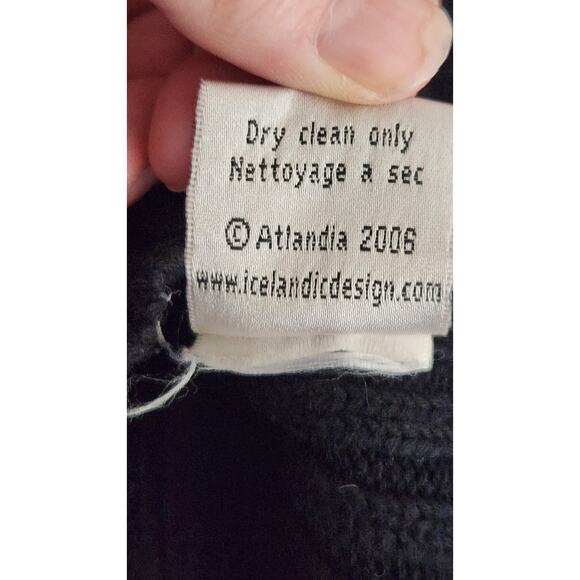 Dry clean only
Nettoyage a sec
© Atlandia 2006
www.icelandicdesign.com